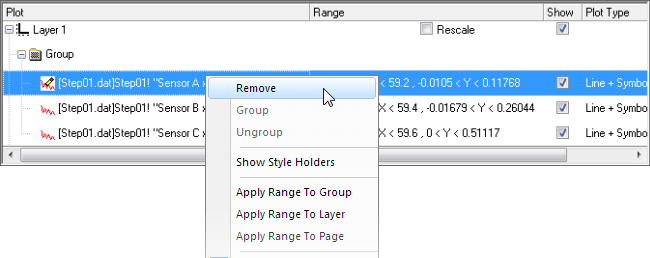 Plot Range Show Plot Type
Layer 1 Rescale
Group
[Step01.dat]Step01! "Sensor A x < 59.2 , -0.0105 < Y < 0.11768 Line + Symbo
[Step01.dat]Step01! "Sensor B x X < 59.4 , -0.01679 < Y < 0.26044 Line + Symbo
[Step01.dat]Step01! "Sensor C x X < 59.6 , 0 < Y < 0.51117 Line + Symbo
Remove
Group
Ungroup
Show Style Holders
Apply Range To Group
Apply Range To Layer
Apply Range To Page